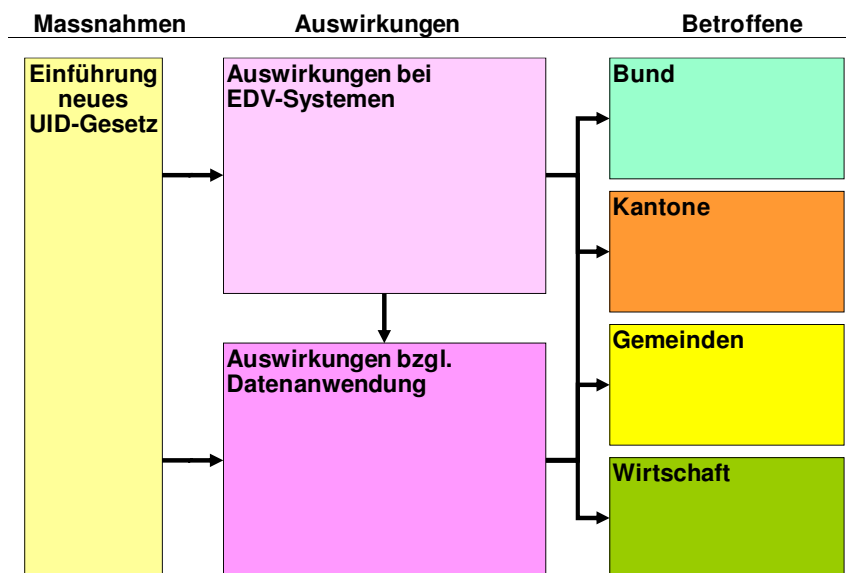 Massnahmen Auswirkungen Betroffene
Einführung
neues
UID-Gesetz
Auswirkungen bei
EDV-Systemen
Auswirkungen bzgl.
Datenanwendung
Bund
Kantone
Gemeinden
Wirtschaft